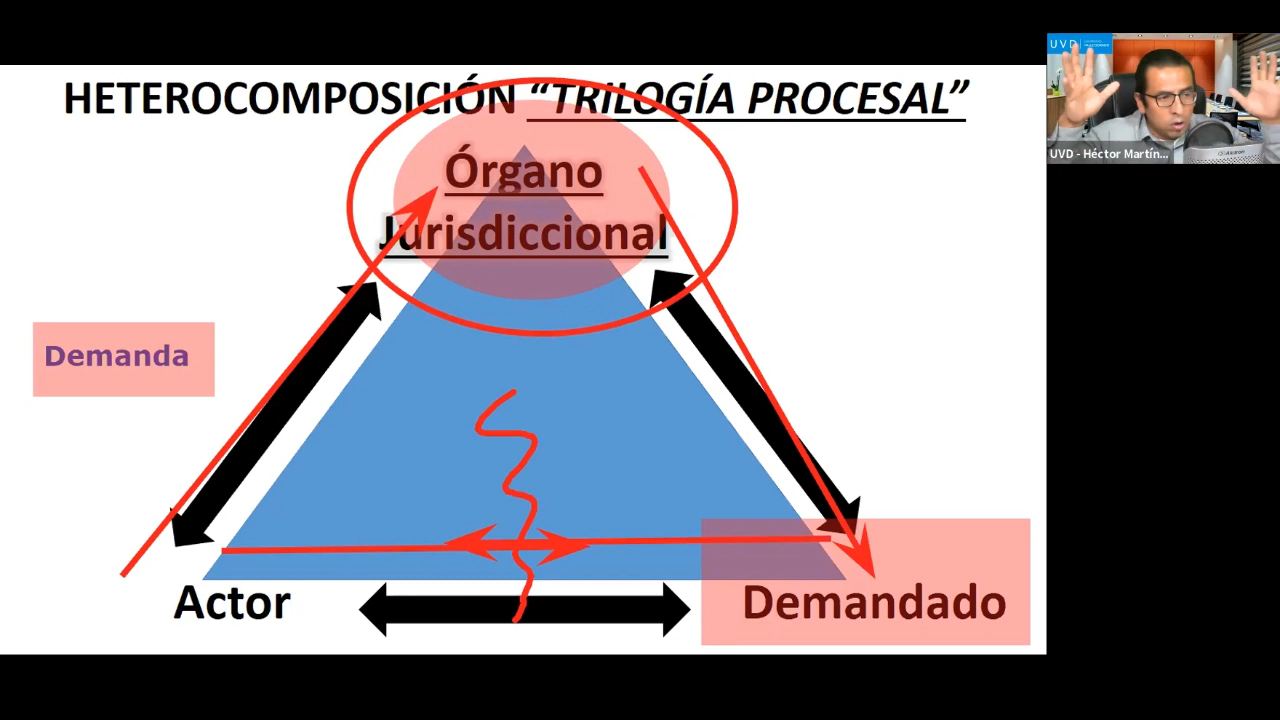 HETEROCOMPOSICIÓN “TRILOGÍA PROCESAL”
Órgano
Jurisdiccional
Demanda
Actor
Demandado
UVD
UVD - Héctor Martín...